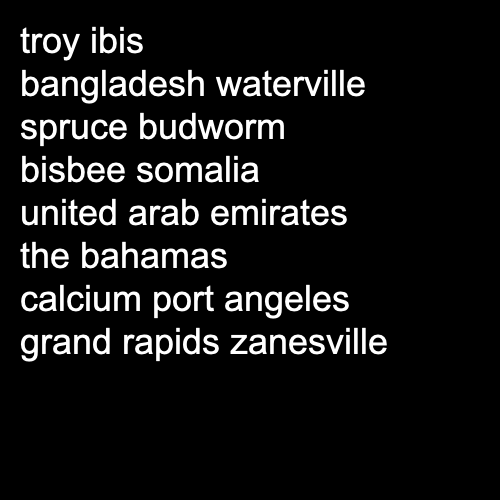 troy ibis
bangladesh waterville
spruce budworm
bisbee somalia
united arab emirates
the bahamas
calcium port angeles
grand rapids zanesville